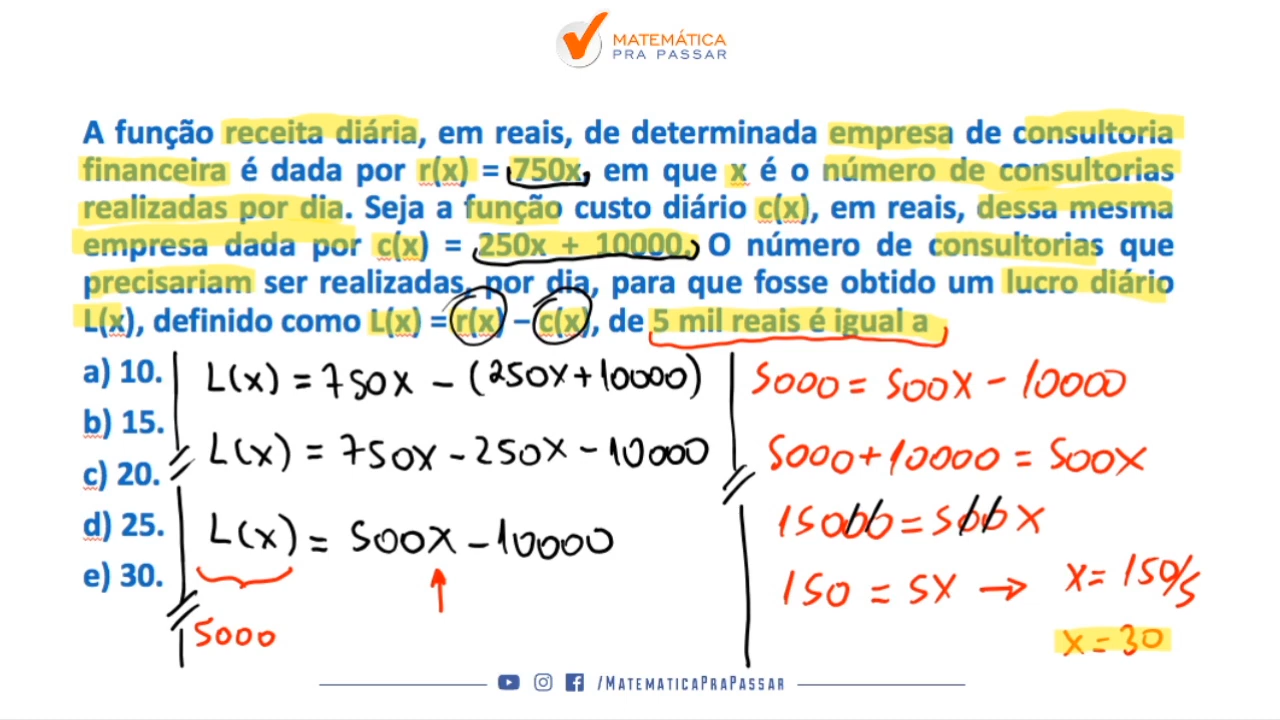 MATEMÁTICA
PRA PASSAR
A função receita diária, em reais, de determinada empresa de consultoria
financeira é dada por r(x) = 750x, em que x é o número de consultorias
realizadas por dia. Seja a função custo diário c(x), em reais, dessa mesma
empresa dada por c(x) = 250x + 10000. O número de consultorias que
precisariam ser realizadas, por dia, para que fosse obtido um lucro diário
L(x), definido como L(x) = r(x) – c(x), de 5 mil reais é igual a
a) 10.
b) 15.
c) 20.
d) 25.
e) 30.
L(x) = 750x - (250x + 10000)
L(x) = 750x - 250x - 10000
L(x) = 500x - 10000
5000
5000 = 500x - 10000
5000 + 10000 = 500x
15000 = 500x
150 = 5x → x = 150/5
x = 30
/MatematicaPraPassar